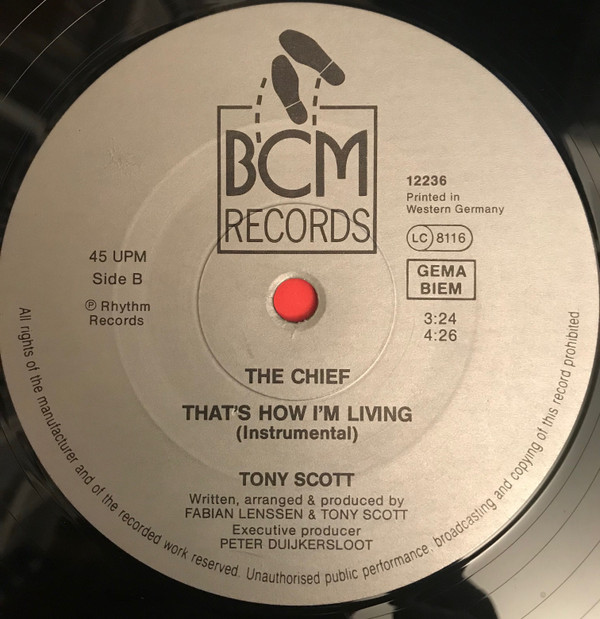 BCM
RECORDS
12236
Printed in
Western Germany
LC 8116
GEMA
BIEM
45 UPM
Side B
℗ Rhythm
Records
3:24
4:26
THE CHIEF
THAT'S HOW I'M LIVING
(Instrumental)
TONY SCOTT
Written, arranged & produced by
FABIAN LENSSEN & TONY SCOTT
Executive producer
PETER DUIJKERSLOOT
All rights of the manufacturer and of the recorded work reserved. Unauthorised public performance, broadcasting and copying of this record prohibited